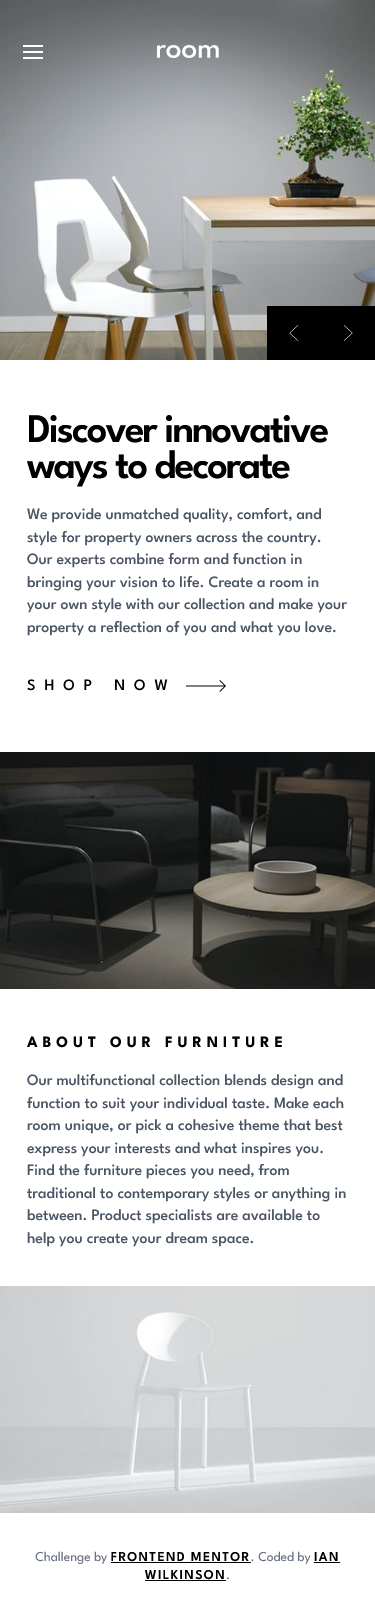 room
Discover innovative
ways to decorate
We provide unmatched quality, comfort, and
style for property owners across the country.
Our experts combine form and function in
bringing your vision to life. Create a room in
your own style with our collection and make your
property a reflection of you and what you love.
SHOP NOW
ABOUT OUR FURNITURE
Our multifunctional collection blends design and
function to suit your individual taste. Make each
room unique, or pick a cohesive theme that best
express your interests and what inspires you.
Find the furniture pieces you need, from
traditional to contemporary styles or anything in
between. Product specialists are available to
help you create your dream space.
Challenge by FRONTEND MENTOR. Coded by IAN
WILKINSON.